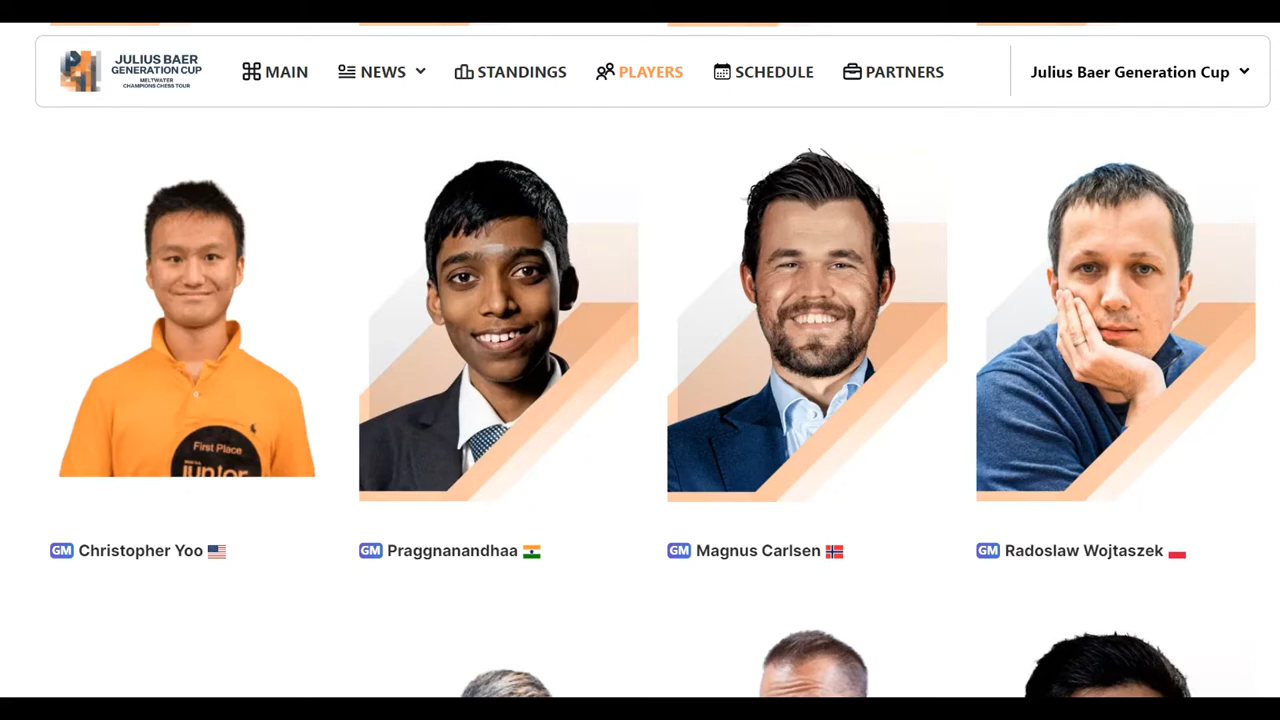 JULIUS BAER
GENERATION CUP
MELTWATER
CHAMPIONS CHESS TOUR
MAIN
NEWS
STANDINGS
PLAYERS
SCHEDULE
PARTNERS
Julius Baer Generation Cup
First Place
junior
GM Christopher Yoo
GM Praggnanandhaa
GM Magnus Carlsen
GM Radoslaw Wojtaszek